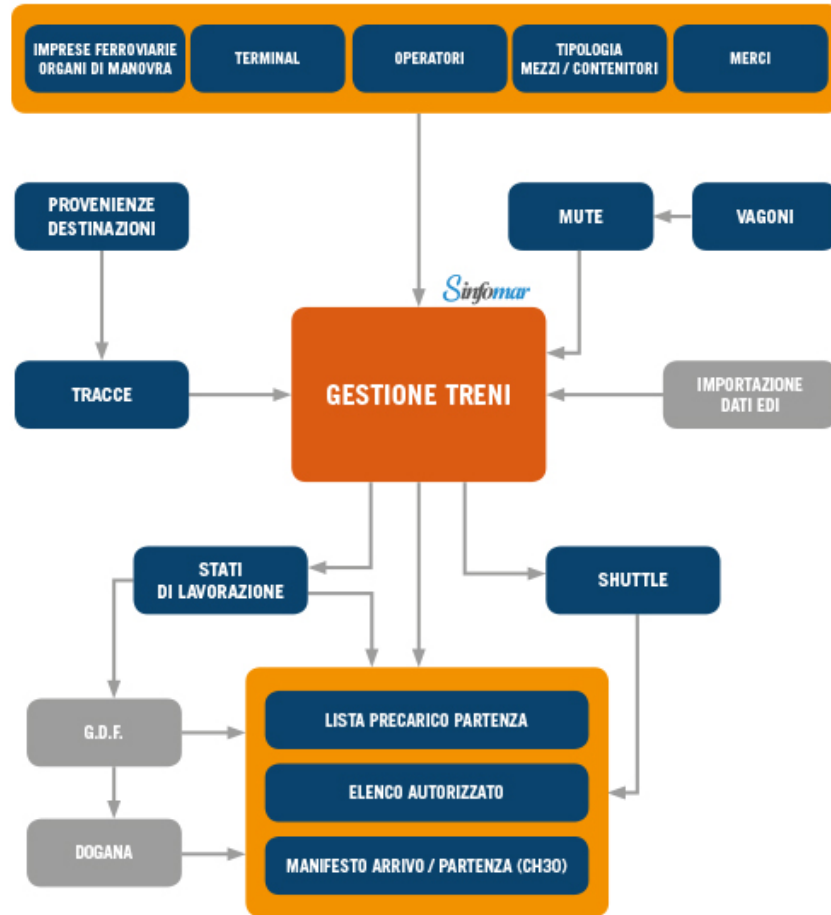 IMPRESE FERROVIARIE
ORGANI DI MANOVRA
TERMINAL
OPERATORI
TIPOLOGIA
MEZZI / CONTENITORI
MERCI
PROVENIENZE
DESTINAZIONI
MUTE
VAGONI
Sinfomar
TRACCE
GESTIONE TRENI
IMPORTAZIONE
DATI EDI
STATI
DI LAVORAZIONE
SHUTTLE
LISTA PRECARICO PARTENZA
G.D.F.
ELENCO AUTORIZZATO
DOGANA
MANIFESTO ARRIVO / PARTENZA (CH30)